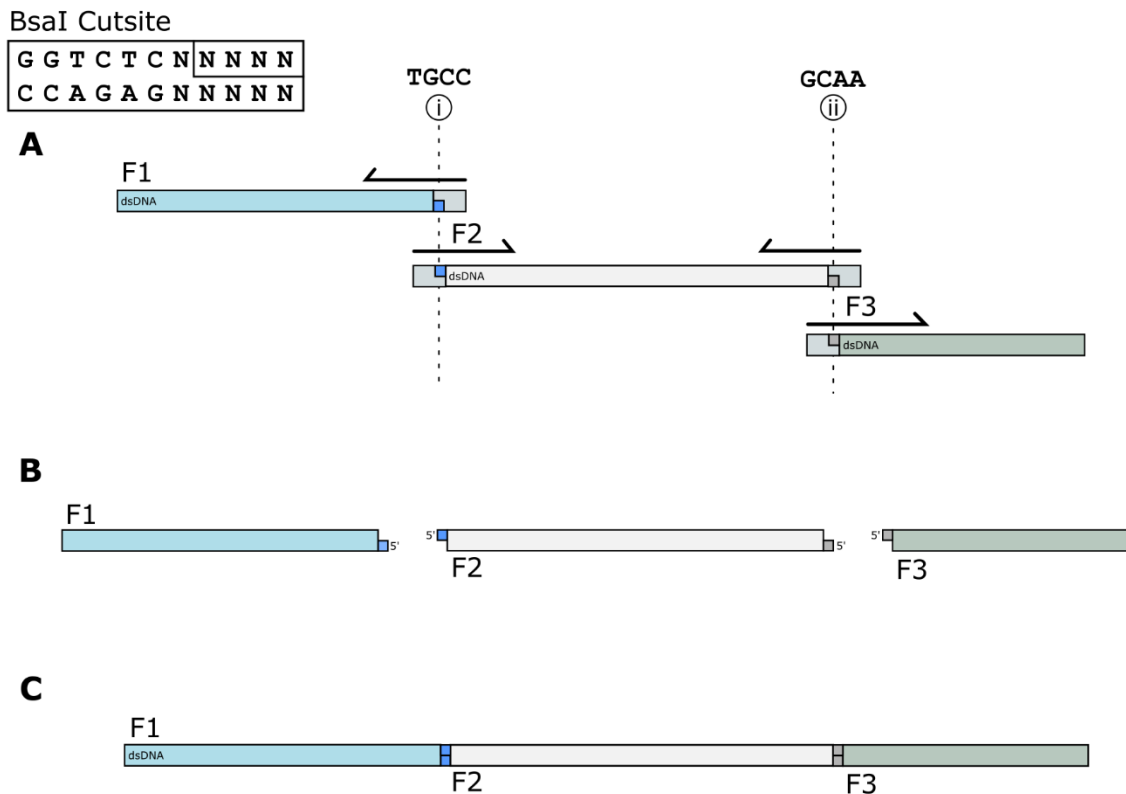 BsaI Cutsite
G G T C T C N N N N N
C C A G A G N N N N N
TGCC
GCAA
i
ii
A
F1
dsDNA
F2
dsDNA
F3
dsDNA
B
F1
5'
5'
F2
5'
5'
F3
C
F1
dsDNA
F2
F3